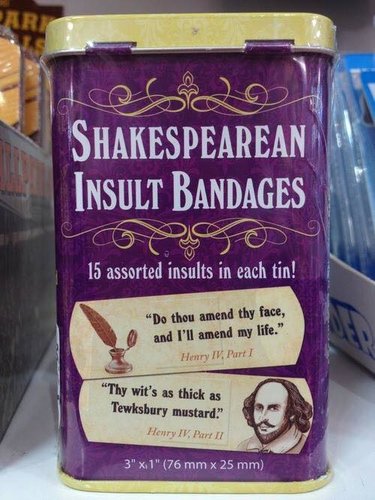 SHAKESPEAREAN
INSULT BANDAGES
15 assorted insults in each tin!
"Do thou amend thy face,
and I'll amend my life."
Henry IV, Part I
"Thy wit's as thick as
Tewksbury mustard."
Henry IV, Part II
3" x 1" (76 mm x 25 mm)